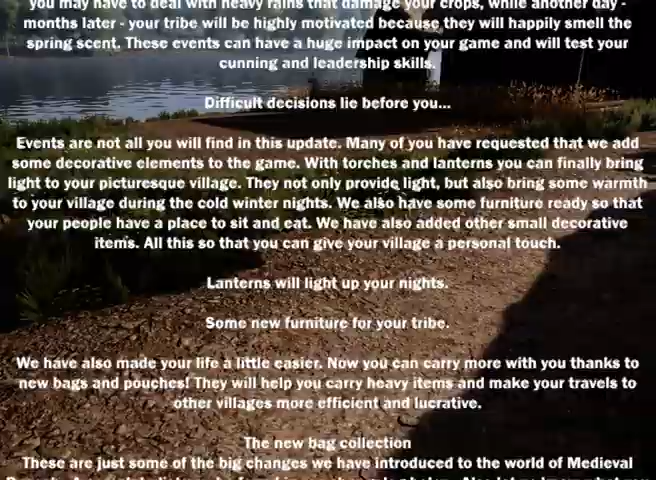 you may have to deal with heavy rains that damage your crops, while another day -
months later - your tribe will be highly motivated because they will happily smell the
spring scent. These events can have a huge impact on your game and will test your
cunning and leadership skills.
Difficult decisions lie before you...
Events are not all you will find in this update. Many of you have requested that we add
some decorative elements to the game. With torches and lanterns you can finally bring
light to your picturesque village. They not only provide light, but also bring some warmth
to your village during the cold winter nights. We also have some furniture ready so that
your people have a place to sit and eat. We have also added other small decorative
items. All this so that you can give your village a personal touch.
Lanterns will light up your nights.
Some new furniture for your tribe.
We have also made your life a little easier. Now you can carry more with you thanks to
new bags and pouches! They will help you carry heavy items and make your travels to
other villages more efficient and lucrative.
The new bag collection
These are just some of the big changes we have introduced to the world of Medieval